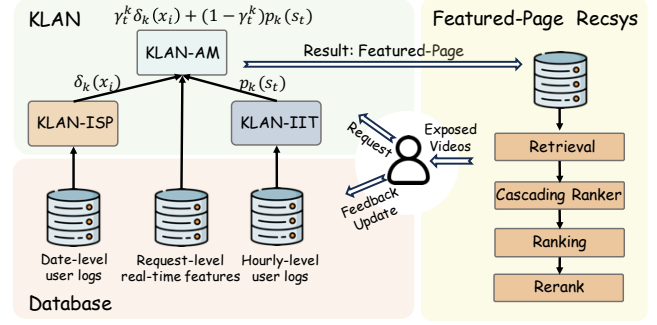 KLAN
γ_t^k δ_k(x_i) + (1 − γ_t^k)p_k(s_t)
KLAN-AM
δ_k(x_i)
p_k(s_t)
KLAN-ISP
KLAN-IIT
Result: Featured-Page
Featured-Page Recsys
Request
Exposed
Videos
Feedback
Update
Retrieval
Cascading Ranker
Ranking
Rerank
Date-level
user logs
Request-level
real-time features
Hourly-level
user logs
Database